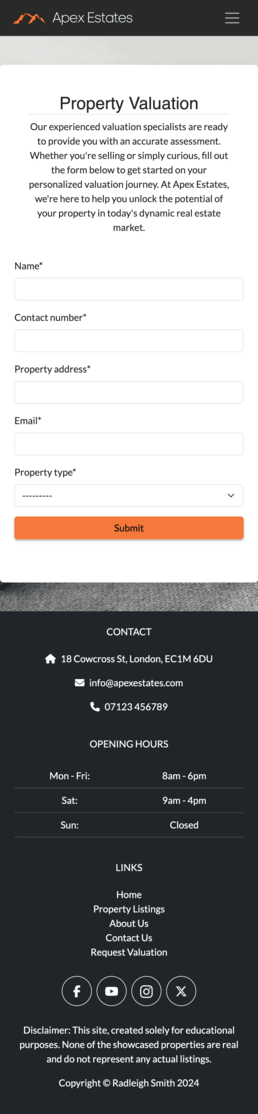 Apex Estates
Property Valuation
Our experienced valuation specialists are ready
to provide you with an accurate assessment.
Whether you're selling or simply curious, fill out
the form below to get started on your
personalized valuation journey. At Apex Estates,
we're here to help you unlock the potential of
your property in today's dynamic real estate
market.
Name*
Contact number*
Property address*
Email*
Property type*
---------
Submit
CONTACT
18 Cowcross St, London, EC1M 6DU
info@apexestates.com
07123 456789
OPENING HOURS
Mon - Fri: 8am - 6pm
Sat: 9am - 4pm
Sun: Closed
LINKS
Home
Property Listings
About Us
Contact Us
Request Valuation
Disclaimer: This site, created solely for educational
purposes. None of the showcased properties are real
and do not represent any actual listings.
Copyright © Radleigh Smith 2024